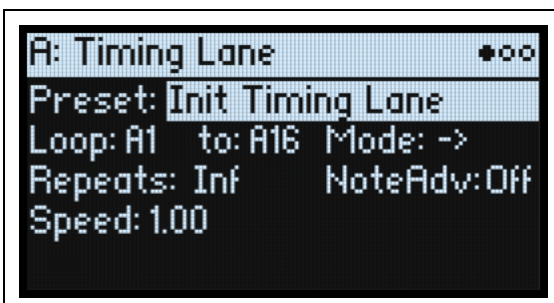 A: Timing Lane
Preset: Init Timing Lane
Loop: A1 to: A16 Mode: ->
Repeats: Inf NoteAdv: Off
Speed: 1.00